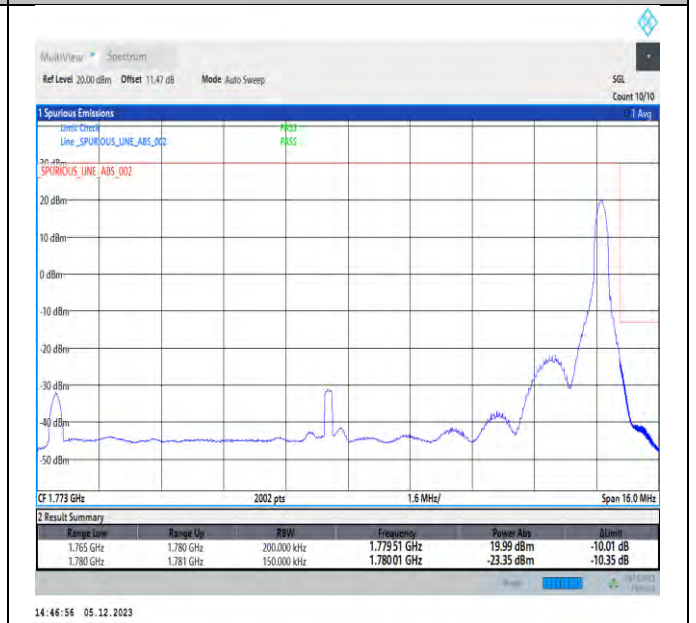 MultiView Spectrum
Ref Level 20.00 dBm Offset 11.47 dB Mode Auto Sweep SGL
Count 10/10
1 Spurious Emissions 1 Avg
Limit Check PASS
Line _SPURIOUS_LINE_ABS_002 PASS
30 dBm
_SPURIOUS_LINE_ABS_002
20 dBm
10 dBm
0 dBm
-10 dBm
-20 dBm
-30 dBm
-40 dBm
-50 dBm
CF 1.773 GHz 2002 pts 1.6 MHz/ Span 16.0 MHz
2 Result Summary
Range Low Range Up RBW Frequency Power Abs ΔLimit
1.765 GHz 1.780 GHz 200.000 kHz 1.77951 GHz 19.99 dBm -10.01 dB
1.780 GHz 1.781 GHz 150.000 kHz 1.78001 GHz -23.35 dBm -10.35 dB
14:46:56 05.12.2023